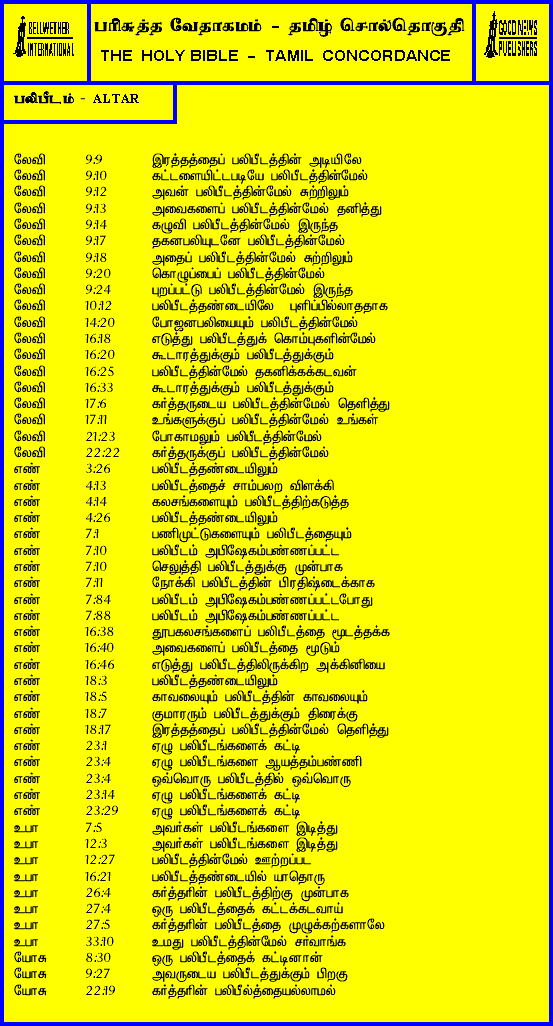 BELLWETHER
INTERNATIONAL
பரிசுத்த வேதாகமம் - தமிழ் சொல்தொகுதி
THE HOLY BIBLE - TAMIL CONCORDANCE
GOOD NEWS
PUBLISHERS
பலிபீடம் - ALTAR
லேவி 9:9 இரத்தத்தைப் பலிபீடத்தின் அடியிலே
லேவி 9:10 கட்டளையிட்டபடியே பலிபீடத்தின்மேல்
லேவி 9:12 அவன் பலிபீடத்தின்மேல் சுற்றிலும்
லேவி 9:13 அவைகளைப் பலிபீடத்தின்மேல் தனித்து
லேவி 9:14 கழுவி பலிபீடத்தின்மேல் இருந்த
லேவி 9:17 தகனபலியுடனே பலிபீடத்தின்மேல்
லேவி 9:18 அதைப் பலிபீடத்தின்மேல் சுற்றிலும்
லேவி 9:20 கொழுப்பைப் பலிபீடத்தின்மேல்
லேவி 9:24 புறப்பட்டு பலிபீடத்தின்மேல் இருந்த
லேவி 10:12 பலிபீடத்தண்டையிலே புளிப்பில்லாததாக
லேவி 14:20 போஜனபலியையும் பலிபீடத்தின்மேல்
லேவி 16:18 எடுத்து பலிபீடத்துக் கொம்புகளின்மேல்
லேவி 16:20 கூடாரத்துக்கும் பலிபீடத்துக்கும்
லேவி 16:25 பலிபீடத்தின்மேல் தகனிக்கக்கடவன்
லேவி 16:33 கூடாரத்துக்கும் பலிபீடத்துக்கும்
லேவி 17:6 கர்த்தருடைய பலிபீடத்தின்மேல் தெளித்து
லேவி 17:11 உங்களுக்குப் பலிபீடத்தின்மேல் உங்கள்
லேவி 21:23 போகாமலும் பலிபீடத்தின்மேல்
லேவி 22:22 கர்த்தருக்குப் பலிபீடத்தின்மேல்
எண் 3:26 பலிபீடத்தண்டையிலும்
எண் 4:13 பலிபீடத்தைச் சாம்பலற விளக்கி
எண் 4:14 கலசங்களையும் பலிபீடத்திற்கடுத்த
எண் 4:26 பலிபீடத்தண்டையிலும்
எண் 7:1 பணிமுட்டுகளையும் பலிபீடத்தையும்
எண் 7:10 பலிபீடம் அபிஷேகம்பண்ணப்பட்ட
எண் 7:10 செலுத்தி பலிபீடத்துக்கு முன்பாக
எண் 7:11 நோக்கி பலிபீடத்தின் பிரதிஷ்டைக்காக
எண் 7:84 பலிபீடம் அபிஷேகம்பண்ணப்பட்டபோது
எண் 7:88 பலிபீடம் அபிஷேகம்பண்ணப்பட்ட
எண் 16:38 தூபகலசங்களைப் பலிபீடத்தை மூடத்தக்க
எண் 16:40 அவைகளைப் பலிபீடத்தை மூடும்
எண் 16:46 எடுத்து பலிபீடத்திலிருக்கிற அக்கினியை
எண் 18:3 பலிபீடத்தண்டையிலும்
எண் 18:5 காவலையும் பலிபீடத்தின் காவலையும்
எண் 18:7 குமாரரும் பலிபீடத்துக்கும் திரைக்கு
எண் 18:17 இரத்தத்தைப் பலிபீடத்தின்மேல் தெளித்து
எண் 23:1 ஏழு பலிபீடங்களைக் கட்டி
எண் 23:4 ஏழு பலிபீடங்களை ஆயத்தம்பண்ணி
எண் 23:4 ஒவ்வொரு பலிபீடத்தில் ஒவ்வொரு
எண் 23:14 ஏழு பலிபீடங்களைக் கட்டி
எண் 23:29 ஏழு பலிபீடங்களைக் கட்டி
உபா 7:5 அவர்கள் பலிபீடங்களை இடித்து
உபா 12:3 அவர்கள் பலிபீடங்களை இடித்து
உபா 12:27 பலிபீடத்தின்மேல் ஊற்றப்பட
உபா 16:21 பலிபீடத்தண்டையில் யாதொரு
உபா 26:4 கர்த்தரின் பலிபீடத்திற்கு முன்பாக
உபா 27:4 ஒரு பலிபீடத்தைக் கட்டக்கடவாய்
உபா 27:5 கர்த்தரின் பலிபீடத்தை முழுக்கற்களாலே
உபா 33:10 உமது பலிபீடத்தின்மேல் சர்வாங்க
யோசு 8:30 ஒரு பலிபீடத்தைக் கட்டினான்
யோசு 9:27 அவருடைய பலிபீடத்துக்கும் பிறகு
யோசு 22:19 கர்த்தரின் பலிபீல்த்தையல்லாமல்